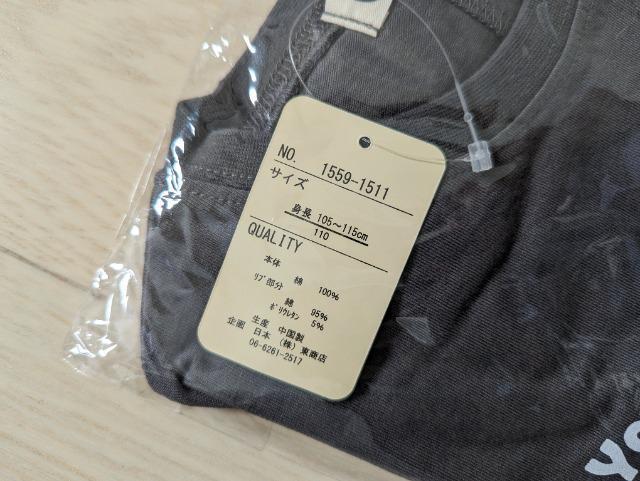 NO. 1559-1511
サイズ
身長 105~115cm
110
QUALITY
本体 綿 100%
リブ部分 綿 95%
ポリウレタン 5%
生産 中国製
企画 日本 (株) 東商店
06-6261-2517
Yo